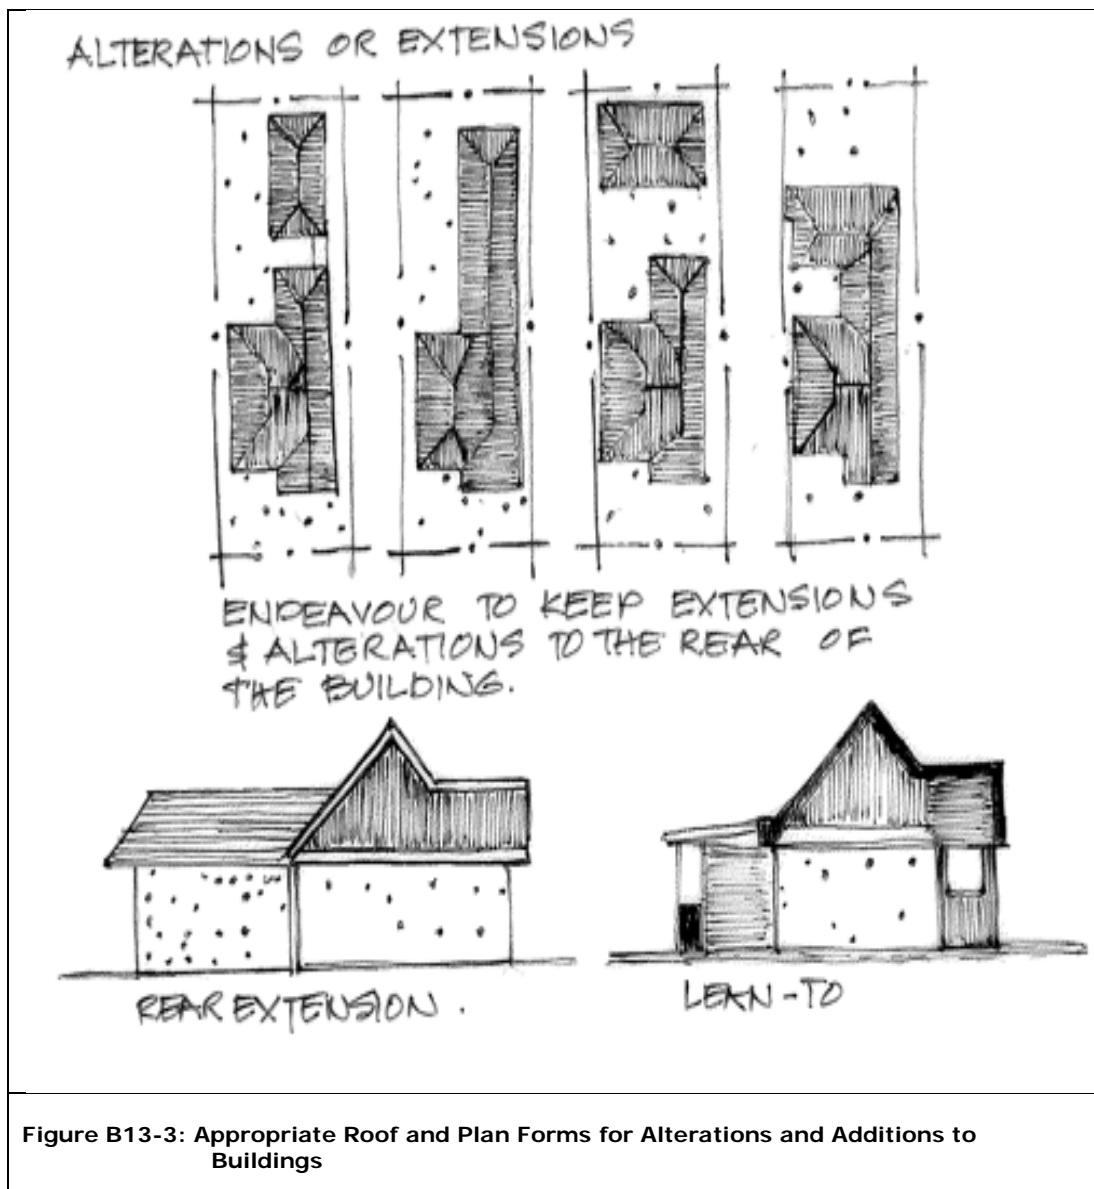 ALTERATIONS OR EXTENSIONS
ENDEAVOUR TO KEEP EXTENSIONS
& ALTERATIONS TO THE REAR OF
THE BUILDING.
REAR EXTENSION.
LEAN-TO
Figure B13-3: Appropriate Roof and Plan Forms for Alterations and Additions to
Buildings